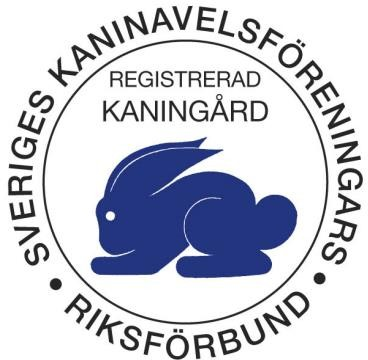 SVERIGES KANINAVELSFÖRENINGARS
• RIKSFÖRBUND •
REGISTRERAD
KANINGÅRD